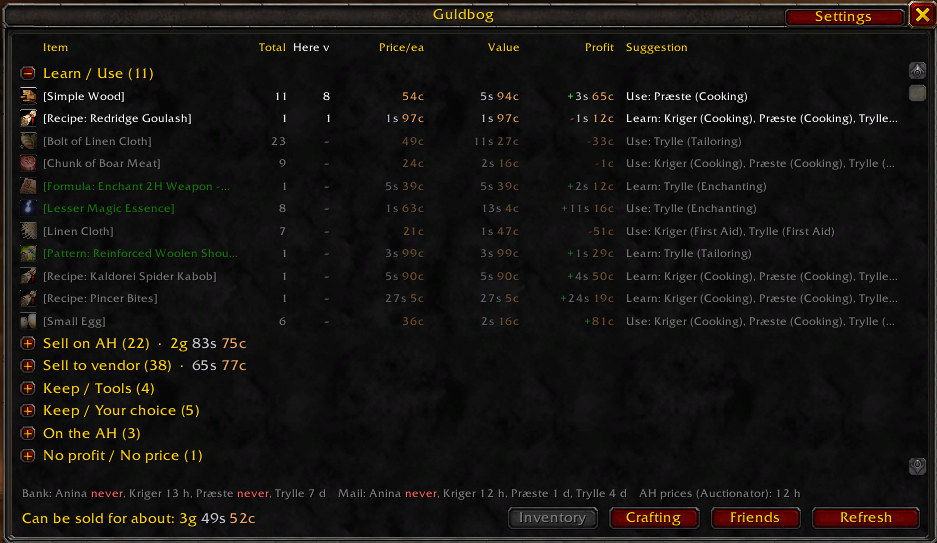 Guldbog
Settings
Item Total Here v Price/ea Value Profit Suggestion
Learn / Use (11)
[Simple Wood] 11 8 54c 5s 94c +3s 65c Use: Præste (Cooking)
[Recipe: Redridge Goulash] 1 1 1s 97c 1s 97c -1s 12c Learn: Kriger (Cooking), Præste (Cooking), Trylle...
[Bolt of Linen Cloth] 23 - 49c 11s 27c -33c Use: Trylle (Tailoring)
[Chunk of Boar Meat] 9 - 24c 2s 16c -1c Use: Kriger (Cooking), Præste (Cooking), Trylle (...
[Formula: Enchant 2H Weapon -... 1 - 5s 39c 5s 39c +2s 12c Learn: Trylle (Enchanting)
[Lesser Magic Essence] 8 - 1s 63c 13s 4c +11s 16c Use: Trylle (Enchanting)
[Linen Cloth] 7 - 21c 1s 47c -51c Use: Kriger (First Aid), Trylle (First Aid)
[Pattern: Reinforced Woolen Shou... 1 - 3s 99c 3s 99c +1s 29c Learn: Trylle (Tailoring)
[Recipe: Kaldorei Spider Kabob] 1 - 5s 90c 5s 90c +4s 50c Learn: Kriger (Cooking), Præste (Cooking), Trylle...
[Recipe: Pincer Bites] 1 - 27s 5c 27s 5c +24s 19c Learn: Kriger (Cooking), Præste (Cooking), Trylle...
[Small Egg] 6 - 36c 2s 16c +81c Use: Kriger (Cooking), Præste (Cooking), Trylle (...
Sell on AH (22) · 2g 83s 75c
Sell to vendor (38) · 65s 77c
Keep / Tools (4)
Keep / Your choice (5)
On the AH (3)
No profit / No price (1)
Bank: Anina never, Kriger 13 h, Præste never, Trylle 7 d Mail: Anina never, Kriger 12 h, Præste 1 d, Trylle 4 d AH prices (Auctionator): 12 h
Can be sold for about: 3g 49s 52c Inventory Crafting Friends Refresh